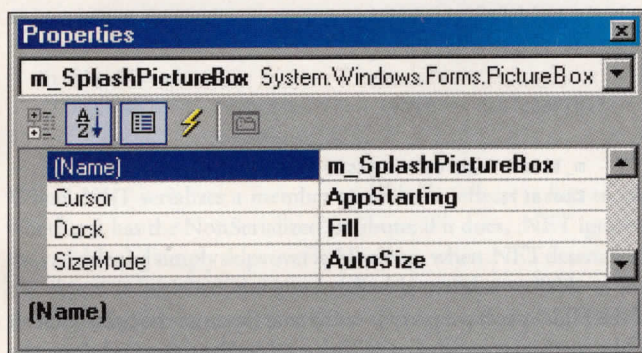 Properties
m_SplashPictureBox System.Windows.Forms.PictureBox
A
Z
(Name) m_SplashPictureBox
Cursor AppStarting
Dock Fill
SizeMode AutoSize
(Name)